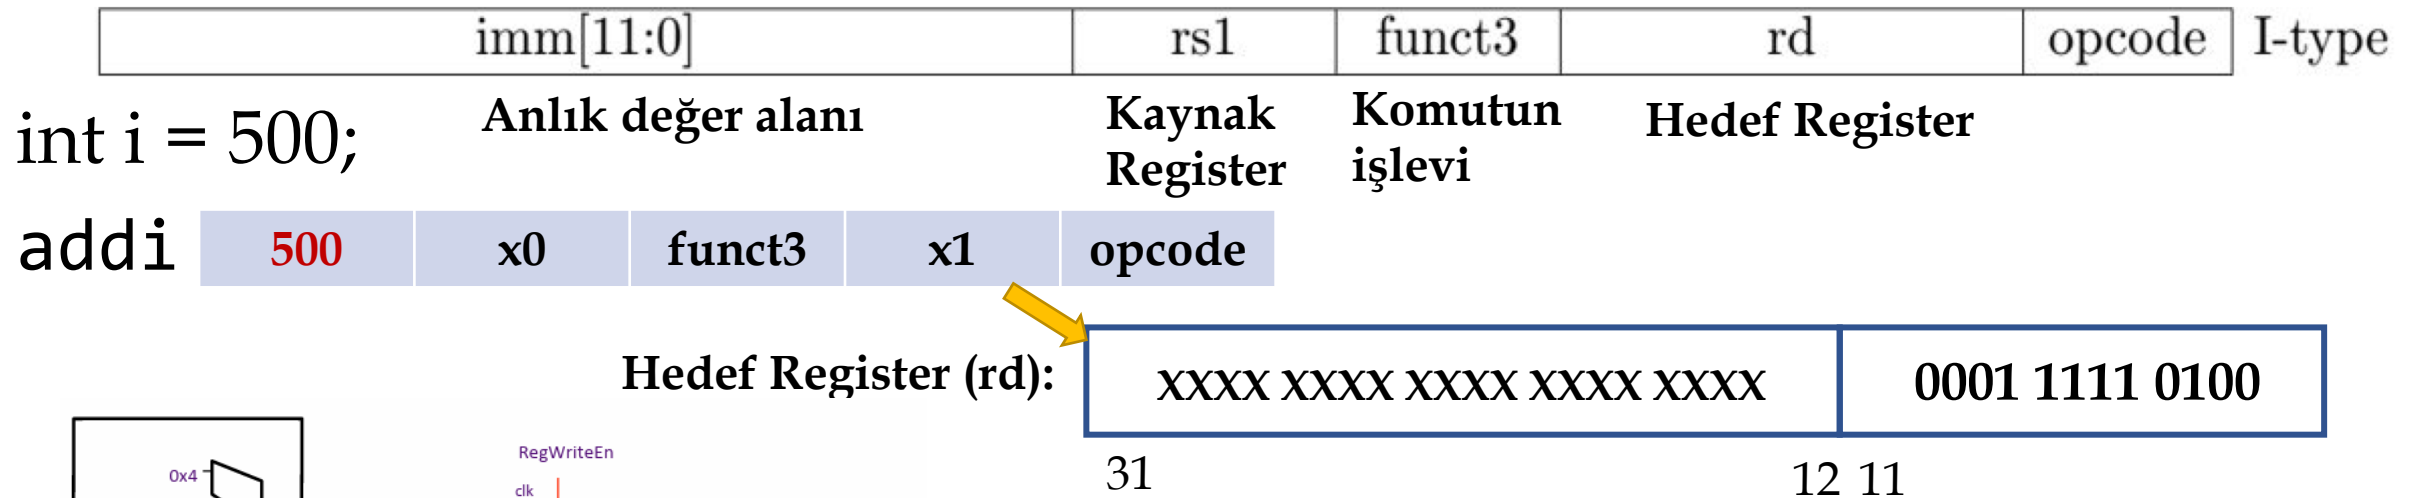 imm[11:0] rs1 funct3 rd opcode I-type
int i = 500;
Anlık değer alanı
Kaynak Register
Komutun işlevi
Hedef Register
addi 500 x0 funct3 x1 opcode
Hedef Register (rd): xxxx xxxx xxxx xxxx xxxx 0001 1111 0100
31 12 11
RegWriteEn
0x4
clk